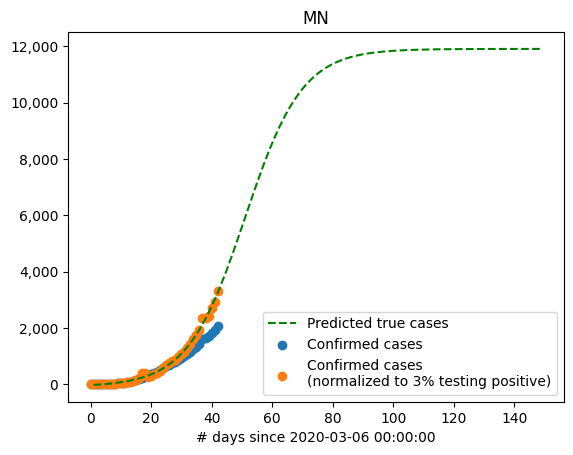 MN
12,000
10,000
8,000
6,000
4,000
2,000
0
Predicted true cases
Confirmed cases
Confirmed cases
(normalized to 3% testing positive)
0 20 40 60 80 100 120 140
# days since 2020-03-06 00:00:00